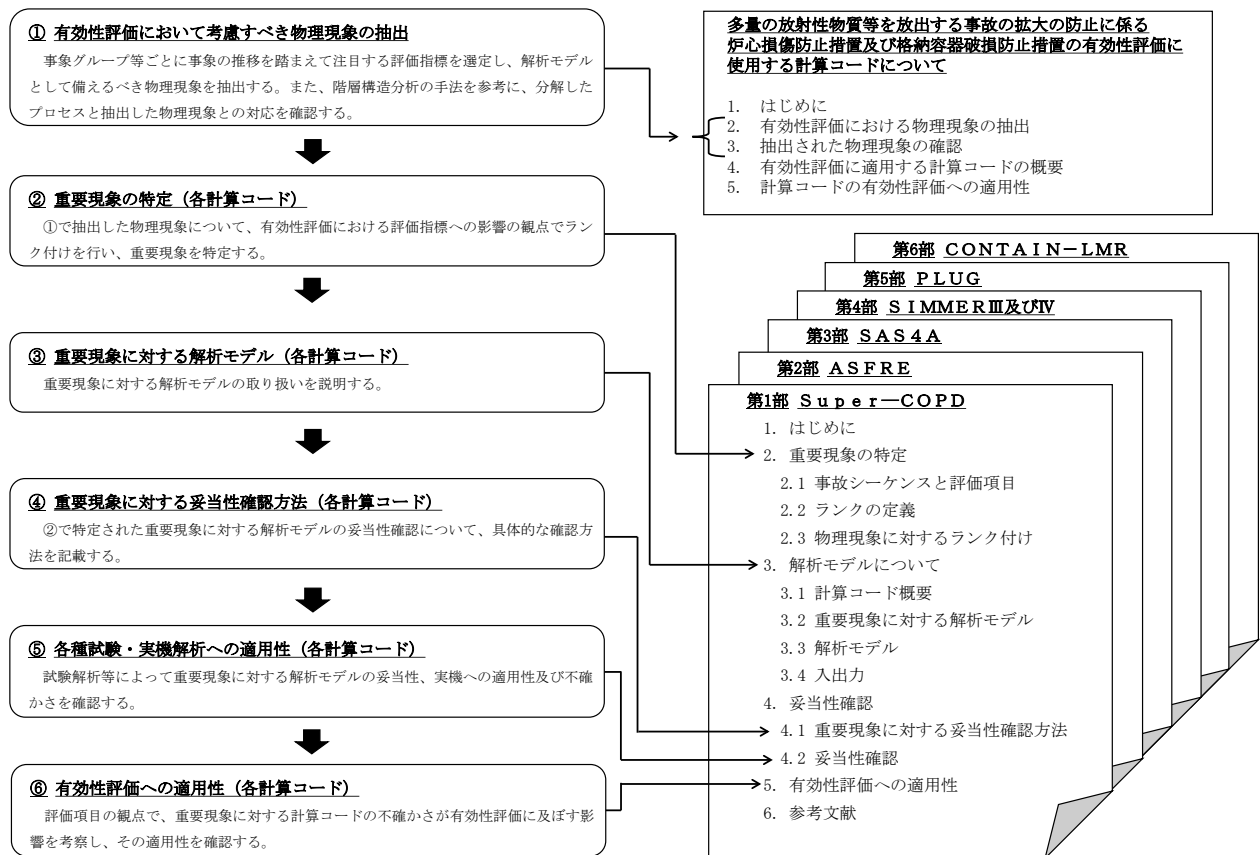 ① 有効性評価において考慮すべき物理現象の抽出
事象グループ等ごとに事象の推移を踏まえて注目する評価指標を選定し、解析モデル
として備えるべき物理現象を抽出する。また、階層構造分析の手法を参考に、分解した
プロセスと抽出した物理現象との対応を確認する。
② 重要現象の特定（各計算コード）
①で抽出した物理現象について、有効性評価における評価指標への影響の観点でラン
ク付けを行い、重要現象を特定する。
③ 重要現象に対する解析モデル（各計算コード）
重要現象に対する解析モデルの取り扱いを説明する。
④ 重要現象に対する妥当性確認方法（各計算コード）
②で特定された重要現象に対する解析モデルの妥当性確認について、具体的な確認方
法を記載する。
⑤ 各種試験・実機解析への適用性（各計算コード）
試験解析等によって重要現象に対する解析モデルの妥当性、実機への適用性及び不確
かさを確認する。
⑥ 有効性評価への適用性（各計算コード）
評価項目の観点で、重要現象に対する計算コードの不確かさが有効性評価に及ぼす影
響を考察し、その適用性を確認する。
多量の放射性物質等を放出する事故の拡大の防止に係る
炉心損傷防止措置及び格納容器破損防止措置の有効性評価に
使用する計算コードについて
1. はじめに
2. 有効性評価における物理現象の抽出
3. 抽出された物理現象の確認
4. 有効性評価に適用する計算コードの概要
5. 計算コードの有効性評価への適用性
第6部 ＣＯＮＴＡＩＮ－ＬＭＲ
第5部 ＰＬＵＧ
第4部 ＳＩＭＭＥＲⅢ及びⅣ
第3部 ＳＡＳ４Ａ
第2部 ＡＳＦＲＥ
第1部 Ｓｕｐｅｒ―ＣＯＰＤ
1. はじめに
2. 重要現象の特定
2.1 事故シーケンスと評価項目
2.2 ランクの定義
2.3 物理現象に対するランク付け
3. 解析モデルについて
3.1 計算コード概要
3.2 重要現象に対する解析モデル
3.3 解析モデル
3.4 入出力
4. 妥当性確認
4.1 重要現象に対する妥当性確認方法
4.2 妥当性確認
5. 有効性評価への適用性
6. 参考文献